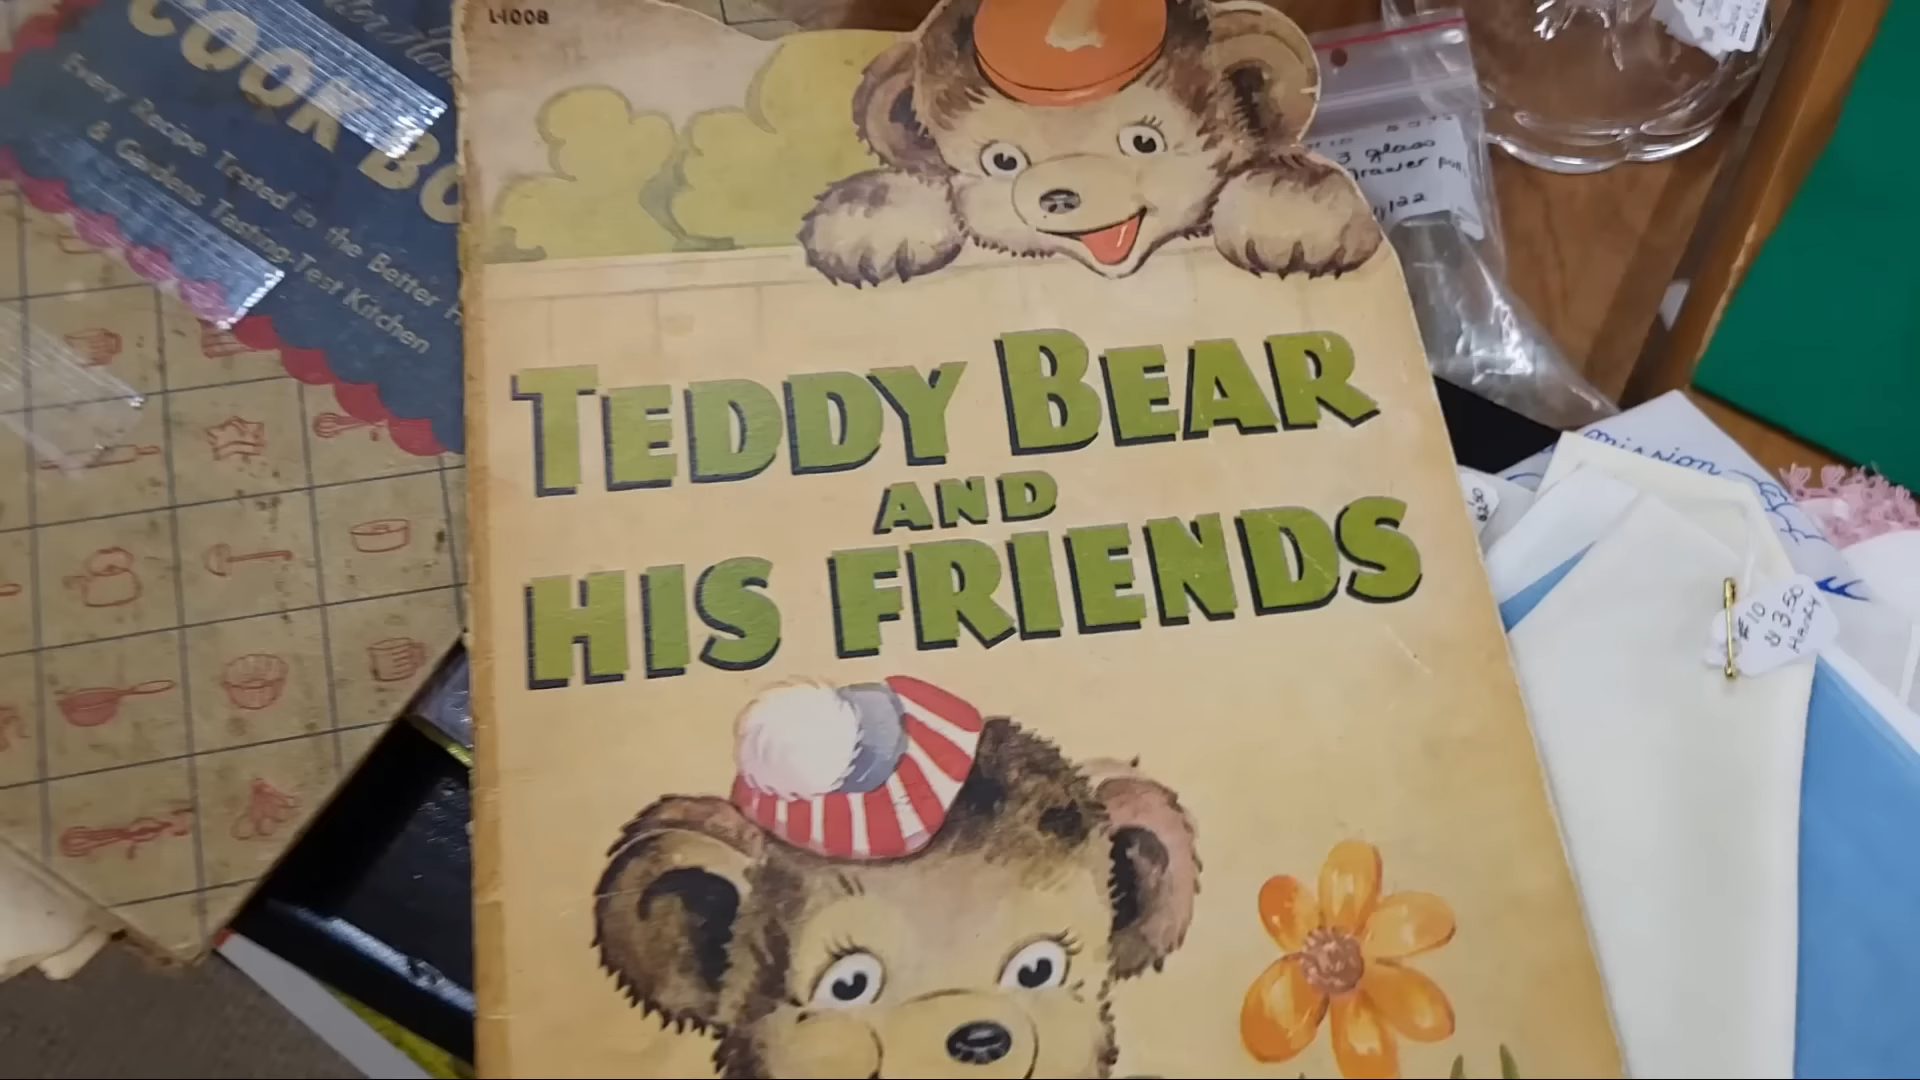 L-1008
COOK BO
Every Recipe Tested in the Better H
& Gardens Tasting-Test Kitchen
TEDDY BEAR
AND
HIS FRIENDS
3 glass
mission
#10
$3.50